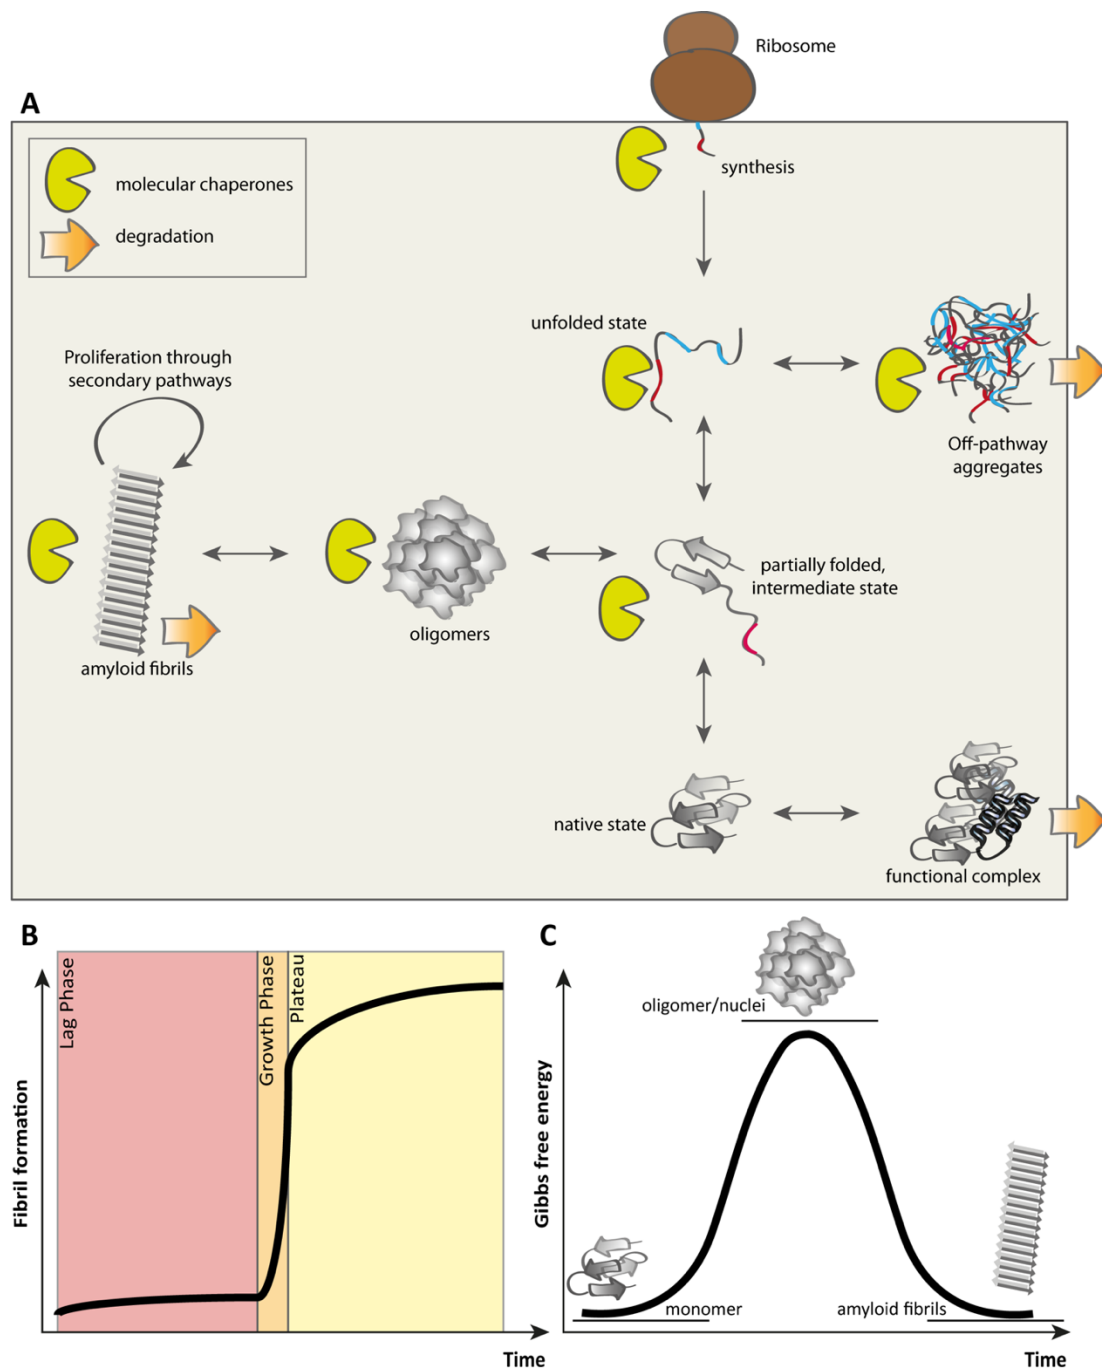 Ribosome
A
molecular chaperones
degradation
synthesis
unfolded state
Proliferation through
secondary pathways
Off-pathway
aggregates
partially folded,
intermediate state
oligomers
amyloid fibrils
native state
functional complex
B
Lag Phase
Growth Phase
Plateau
Fibril formation
Time
C
oligomer/nuclei
Gibbs free energy
monomer
amyloid fibrils
Time